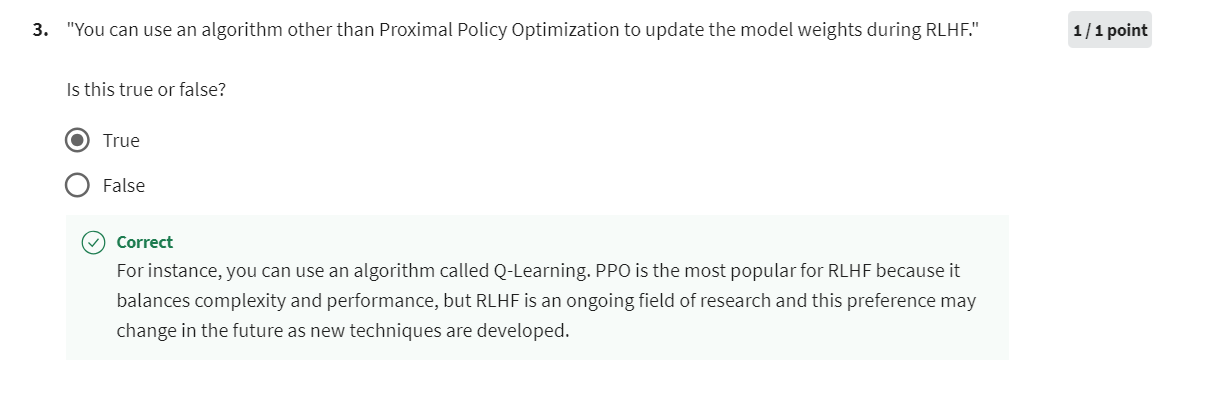 3. "You can use an algorithm other than Proximal Policy Optimization to update the model weights during RLHF."
1 / 1 point
Is this true or false?
True
False
Correct
For instance, you can use an algorithm called Q-Learning. PPO is the most popular for RLHF because it
balances complexity and performance, but RLHF is an ongoing field of research and this preference may
change in the future as new techniques are developed.